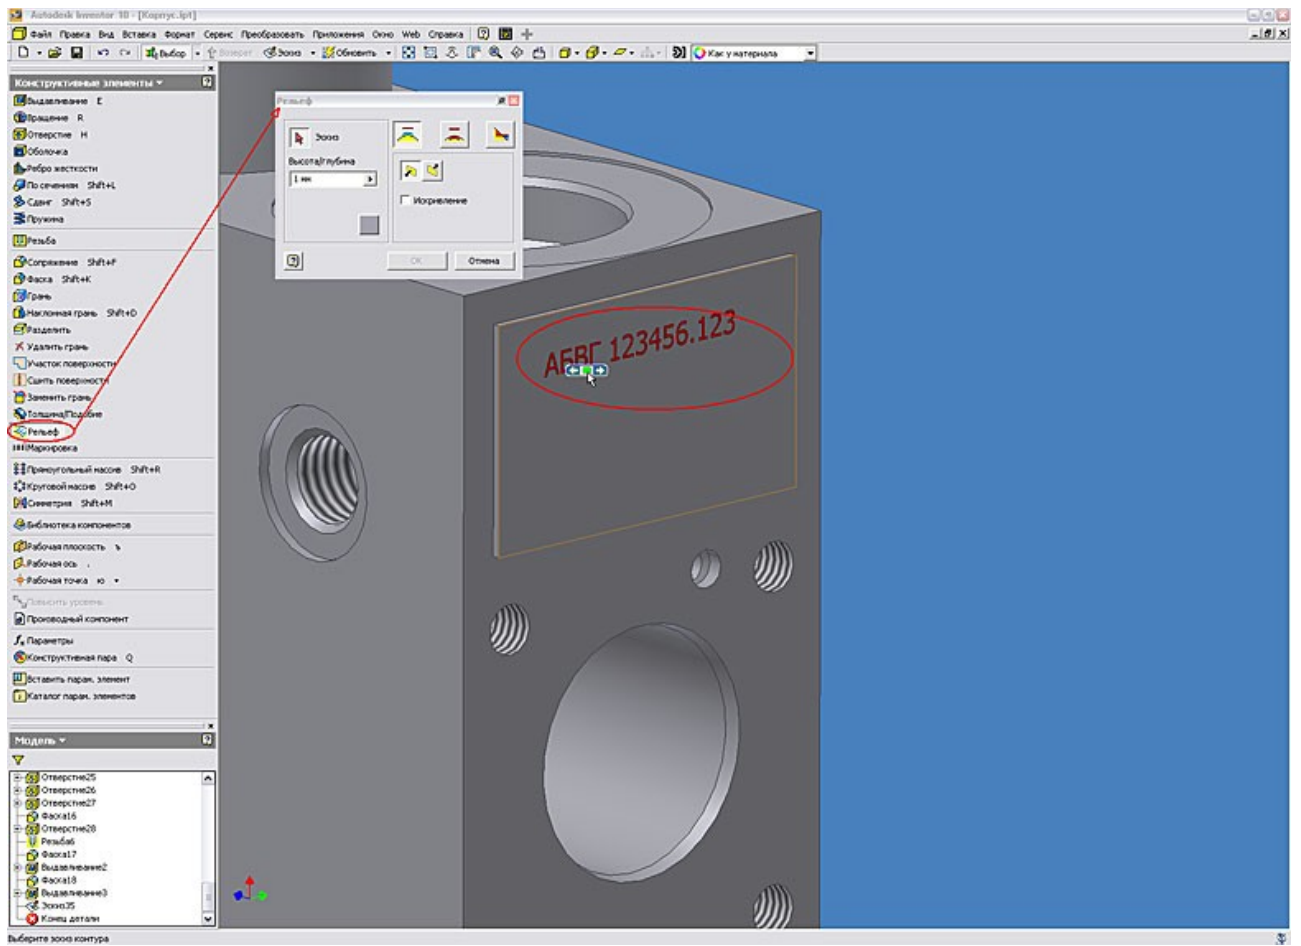 Autodesk Inventor 10 - [Корпус.ipt]
Файл Правка Вид Вставка Формат Сервис Преобразовать Приложения Окно Web Справка
Выбор Возврат Эскиз Обновить Как у материала
Конструктивные элементы
Выдавливание E
Вращение R
Отверстие H
Оболочка
Ребро жесткости
По сечениям Shift+L
Сдвиг Shift+S
Пружина
Резьба
Сопряжение Shift+F
Фаска Shift+K
Грань
Наклонная грань Shift+D
Разделить
Удалить грань
Участок поверхности
Сшить поверхности
Заменить грань
Толщина/Подобие
Рельеф
Маркировка
Прямоугольный массив Shift+R
Круговой массив Shift+O
Симметрия Shift+M
Библиотека компонентов
Рабочая плоскость ъ
Рабочая ось .
Рабочая точка ю
Повысить уровень
Производный компонент
Параметры
Конструктивная пара Q
Вставить парам. элемент
Каталог парам. элементов
Рельеф
Эскиз
Высота/глубина
1 мм
Искривление
ОК Отмена
АБВГ 123456.123
Модель
Отверстие25
Отверстие26
Отверстие27
Фаска16
Отверстие28
Резьба6
Фаска17
Выдавливание2
Фаска18
Выдавливание3
Эскиз35
Конец детали
Выберите эскиз контура